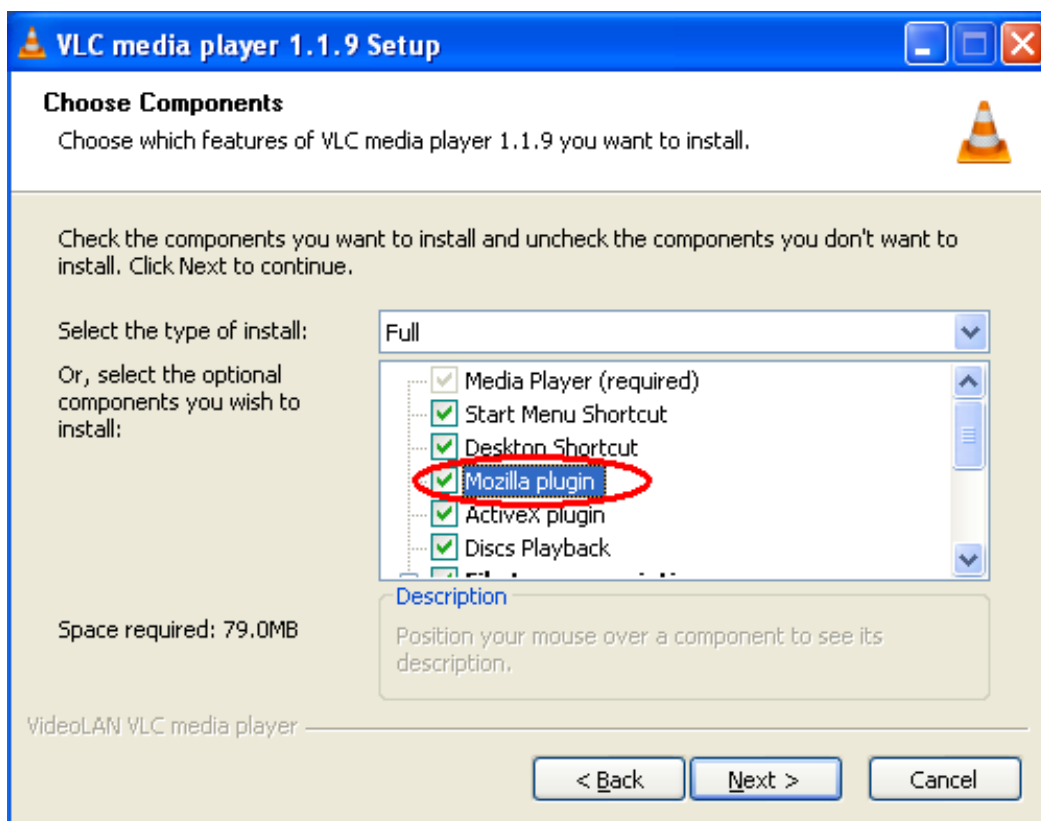 VLC media player 1.1.9 Setup
Choose Components
Choose which features of VLC media player 1.1.9 you want to install.
Check the components you want to install and uncheck the components you don't want to
install. Click Next to continue.
Select the type of install:
Full
Or, select the optional
components you wish to
install:
Media Player (required)
Start Menu Shortcut
Desktop Shortcut
Mozilla plugin
ActiveX plugin
Discs Playback
Space required: 79.0MB
Description
Position your mouse over a component to see its
description.
VideoLAN VLC media player
< Back
Next >
Cancel